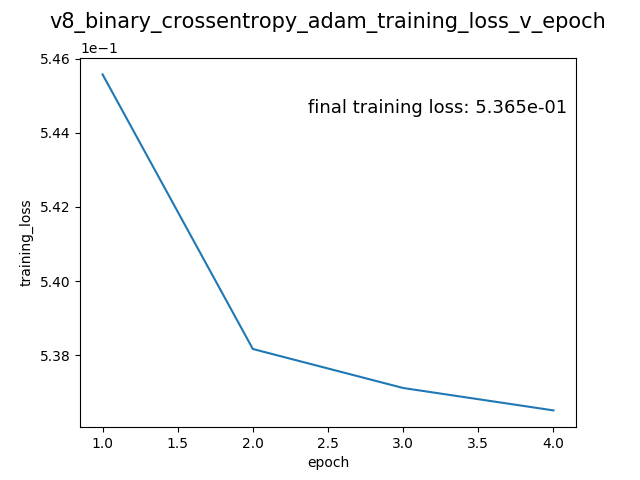 v8_binary_crossentropy_adam_training_loss_v_epoch
1e−1
5.46
final training loss: 5.365e-01
5.44
5.42
training_loss
5.40
5.38
1.0 1.5 2.0 2.5 3.0 3.5 4.0
epoch